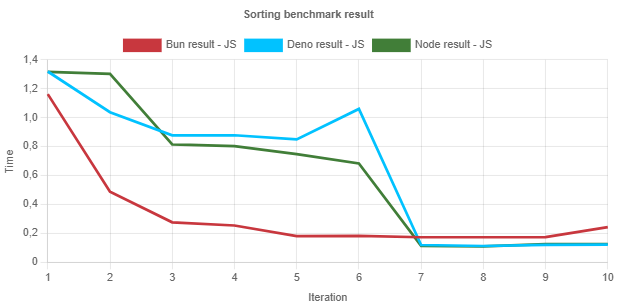 Sorting benchmark result
Bun result - JS Deno result - JS Node result - JS
1,4
1,2
1,0
0,8
0,6
0,4
0,2
0
Time
1 2 3 4 5 6 7 8 9 10
Iteration